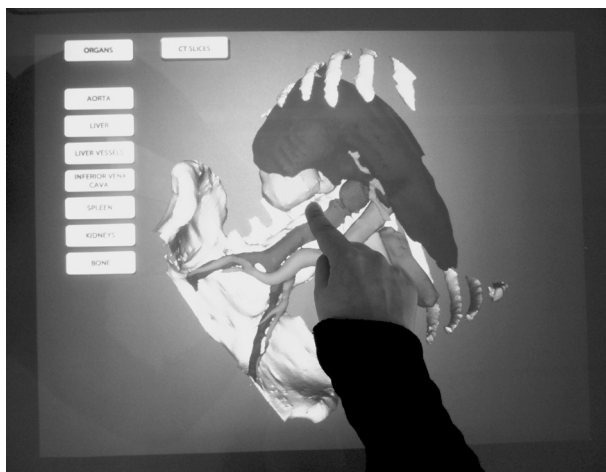 ORGANS
CT SLICES
AORTA
LIVER
LIVER VESSELS
INFERIOR VENA
CAVA
SPLEEN
KIDNEYS
BONE